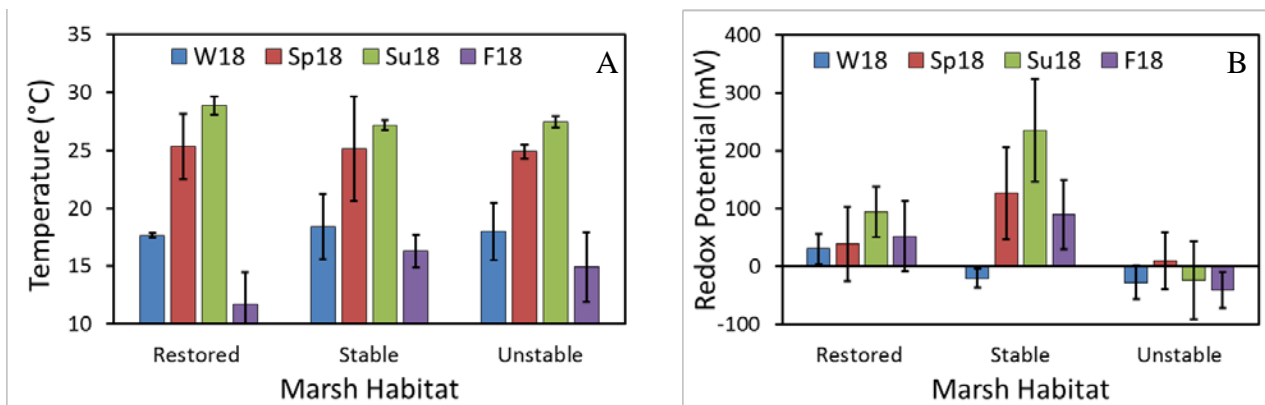 W18 Sp18 Su18 F18
A
Temperature (°C)
35
30
25
20
15
10
Restored Stable Unstable
Marsh Habitat
W18 Sp18 Su18 F18
B
Redox Potential (mV)
400
300
200
100
0
-100
Restored Stable Unstable
Marsh Habitat